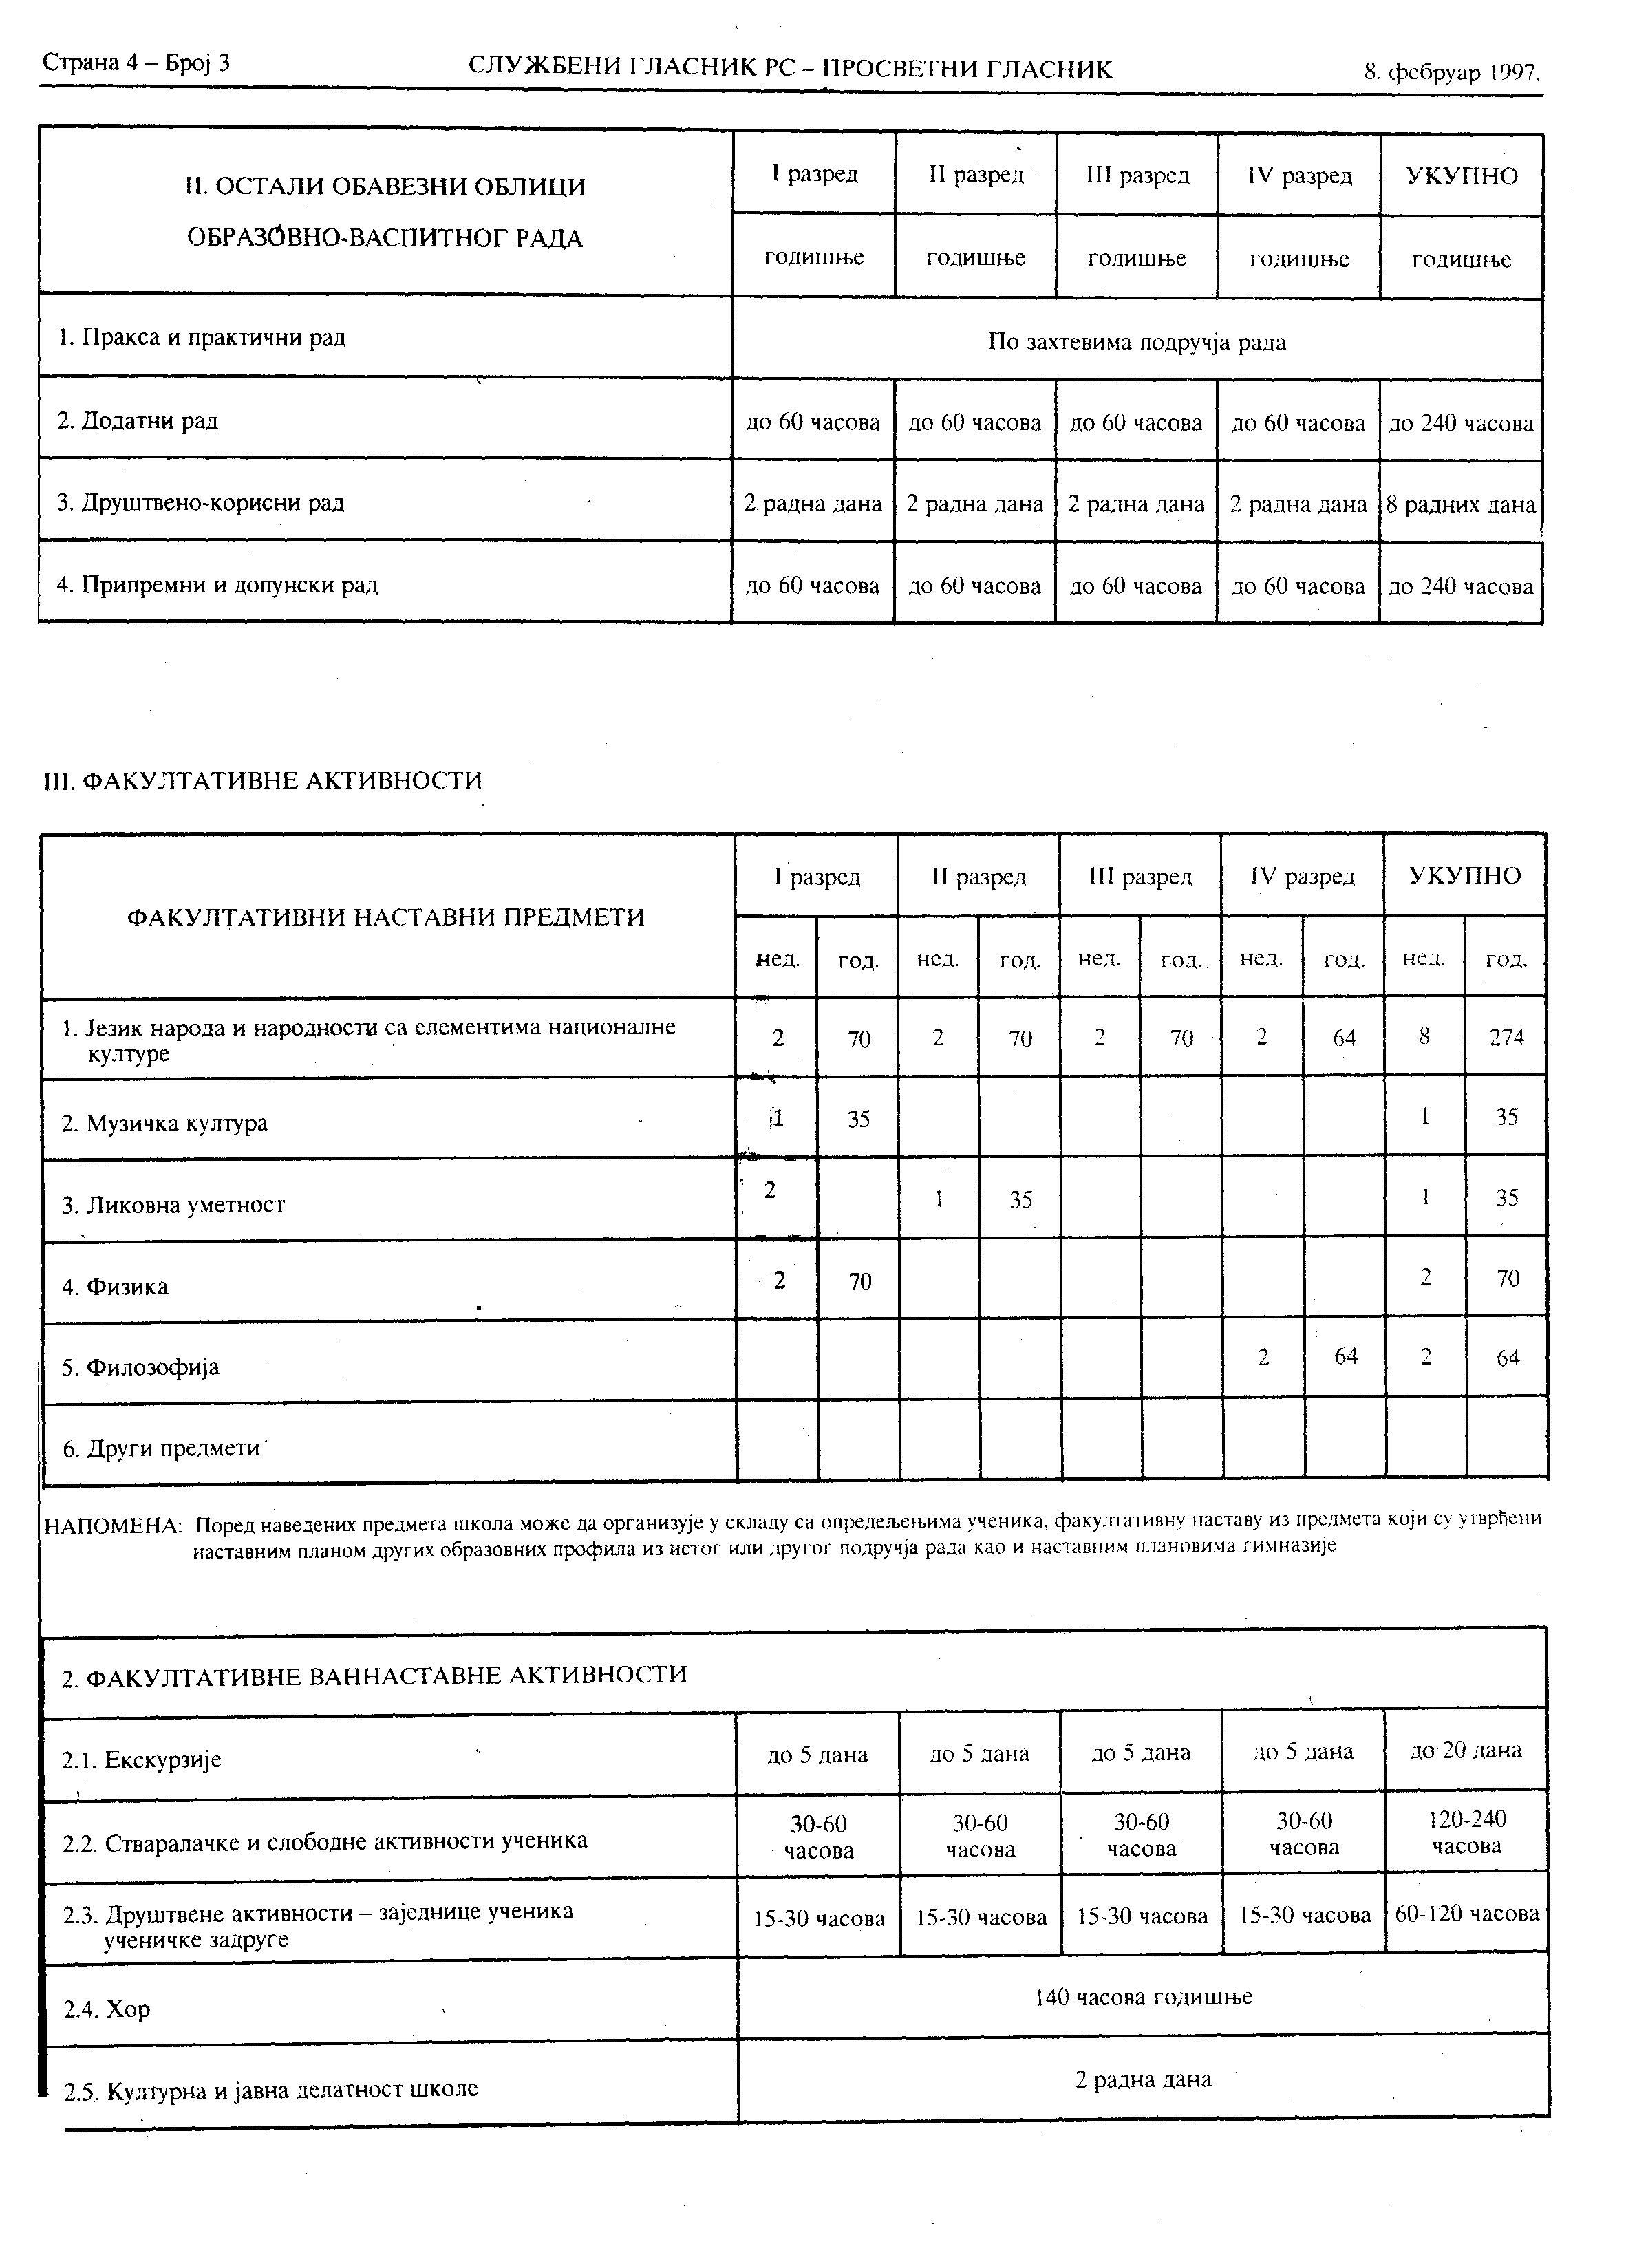 Страна 4 – Број 3 СЛУЖБЕНИ ГЛАСНИК РС – ПРОСВЕТНИ ГЛАСНИК 8. фебруар 1997.
II. ОСТАЛИ ОБАВЕЗНИ ОБЛИЦИ
ОБРАЗОВНО-ВАСПИТНОГ РАДА
I разред II разред III разред IV разред УКУПНО
годишње годишње годишње годишње годишње
1. Пракса и практични рад По захтевима подручја рада
2. Додатни рад до 60 часова до 60 часова до 60 часова до 60 часова до 240 часова
3. Друштвено-корисни рад 2 радна дана 2 радна дана 2 радна дана 2 радна дана 8 радних дана
4. Припремни и допунски рад до 60 часова до 60 часова до 60 часова до 60 часова до 240 часова
III. ФАКУЛТАТИВНЕ АКТИВНОСТИ
ФАКУЛТАТИВНИ НАСТАВНИ ПРЕДМЕТИ
I разред II разред III разред IV разред УКУПНО
нед. год. нед. год. нед. год. нед. год. нед. год.
1. Језик народа и народности са елементима националне
културе
2 70 2 70 2 70 2 64 8 274
2. Музичка култура 1 35 1 35
3. Ликовна уметност 2 1 35 1 35
4. Физика 2 70 2 70
5. Филозофија 2 64 2 64
6. Други предмети
НАПОМЕНА: Поред наведених предмета школа може да организује у складу са опредељењима ученика, факултативну наставу из предмета који су утврђени
наставним планом других образовних профила из истог или другог подручја рада као и наставним плановима гимназије
2. ФАКУЛТАТИВНЕ ВАННАСТАВНЕ АКТИВНОСТИ
2.1. Екскурзије до 5 дана до 5 дана до 5 дана до 5 дана до 20 дана
2.2. Стваралачке и слободне активности ученика
30-60 30-60 30-60 30-60 120-240
часова часова часова часова часова
2.3. Друштвене активности – заједнице ученика
ученичке задруге
15-30 часова 15-30 часова 15-30 часова 15-30 часова 60-120 часова
2.4. Хор 140 часова годишње
2.5. Културна и јавна делатност школе 2 радна дана